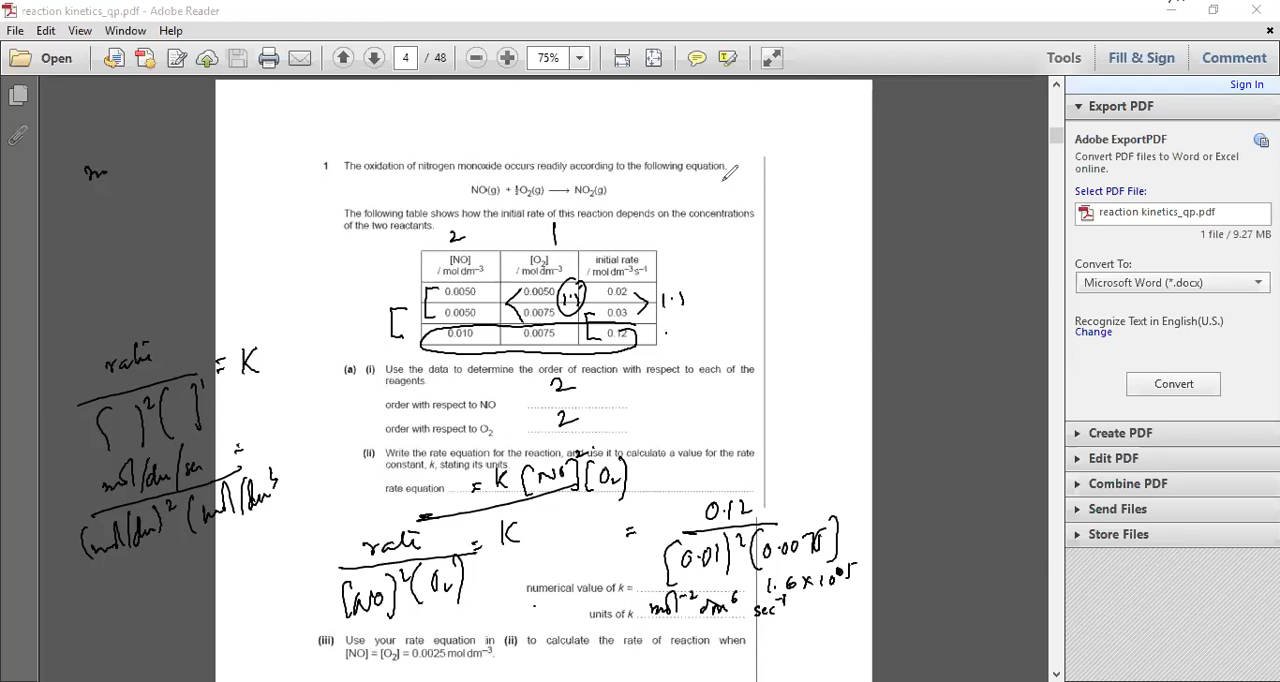 reaction kinetics_qp.pdf - Adobe Reader
File Edit View Window Help
Open 4 / 48 75% Tools Fill & Sign Comment
Sign In
Export PDF
Adobe ExportPDF
Convert PDF files to Word or Excel
online.
Select PDF File:
reaction kinetics_qp.pdf
1 file / 9.27 MB
Convert To:
Microsoft Word (*.docx)
Recognize Text in English(U.S.)
Change
Convert
Create PDF
Edit PDF
Combine PDF
Send Files
Store Files
1 The oxidation of nitrogen monoxide occurs readily according to the following equation.
NO(g) + ½O₂(g) ⟶ NO₂(g)
The following table shows how the initial rate of this reaction depends on the concentrations
of the two reactants.
2 1
[NO] [O₂] initial rate
/ mol dm⁻³ / mol dm⁻³ / mol dm⁻³ s⁻¹
0.0050 0.0050 0.02
0.0050 0.0075 0.03
0.010 0.0075 0.12
(a) (i) Use the data to determine the order of reaction with respect to each of the
reagents.
order with respect to NO 2
order with respect to O₂ 2
(ii) Write the rate equation for the reaction, and use it to calculate a value for the rate
constant, k, stating its units.
rate equation = K [NO]² [O₂]
rate / [NO]² (O₂) = K = 0.12 / [0.01]² [0.0075]
numerical value of k = 1.6 × 10⁵
units of k mol⁻² dm⁶ sec⁻¹
(iii) Use your rate equation in (ii) to calculate the rate of reaction when
[NO] = [O₂] = 0.0025 mol dm⁻³.
rate / [ ]² ( )¹ = K
=